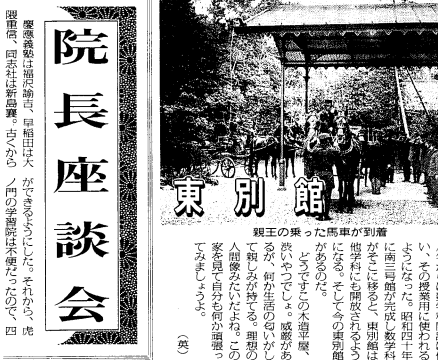 東別館
親王の乗った馬車が到着
い、その授業用に使われる
ようになった。昭和四十年
に南三号館が完成し数学科
がそこに移ると、東別館は
他学科にも開放されるよう
になる。そして今の東別館
があるのだ。
どうですこの木造平屋、
渋いやつでしょ。威厳があ
るが、何か生活の匂いがし
て親しみが持てる。理想の
人間像みたいだよね。この
家を見て自分も何か頑張っ
てみましょうよ。
（英）
院長座談会
慶應義塾は福沢諭吉、早稲田は大
隈重信、同志社は新島襄。古くから
ができるようにした。それから、虎
ノ門の学習院は不便だったので、四